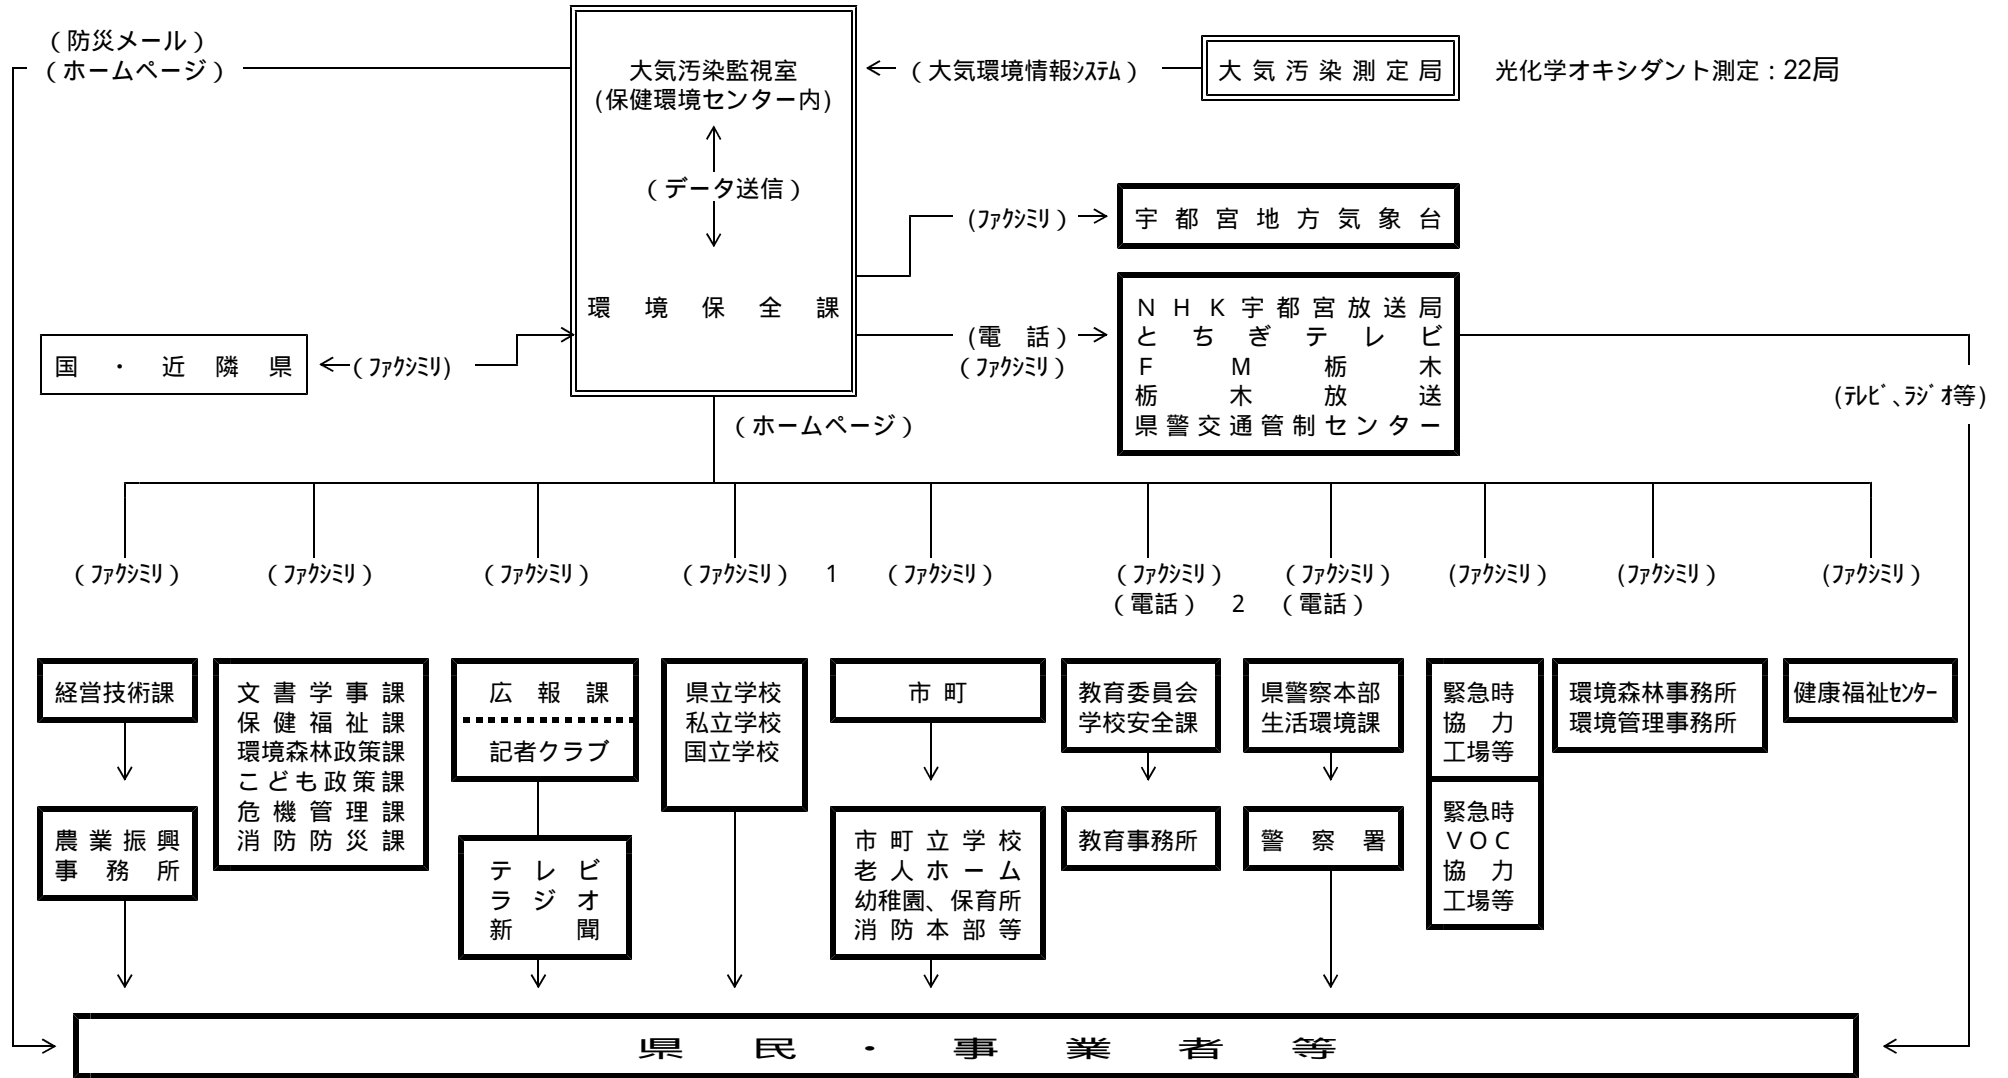 (防災メール)
(ホームページ)
大気汚染監視室
(保健環境センター内)
(大気環境情報ｼｽﾃﾑ)
大気汚染測定局
光化学オキシダント測定:22局
(データ送信)
環境保全課
(ﾌｧｸｼﾐﾘ)
宇都宮地方気象台
(電 話)
(ﾌｧｸｼﾐﾘ)
NHK宇都宮放送局
とちぎテレビ
FM栃木
栃木放送
県警交通管制センター
国・近隣県
(ﾌｧｸｼﾐﾘ)
(ﾃﾚﾋﾞ、ﾗｼﾞｵ等)
(ホームページ)
(ﾌｧｸｼﾐﾘ)
(ﾌｧｸｼﾐﾘ)
(ﾌｧｸｼﾐﾘ)
(ﾌｧｸｼﾐﾘ) 1
(ﾌｧｸｼﾐﾘ)
(ﾌｧｸｼﾐﾘ)
(電話) 2
(ﾌｧｸｼﾐﾘ)
(電話)
(ﾌｧｸｼﾐﾘ)
(ﾌｧｸｼﾐﾘ)
(ﾌｧｸｼﾐﾘ)
経営技術課
農業振興
事務所
文書学事課
保健福祉課
環境森林政策課
こども政策課
危機管理課
消防防災課
広報課
記者クラブ
テレビ
ラジオ
新聞
県立学校
私立学校
国立学校
市町
市町立学校
老人ホーム
幼稚園、保育所
消防本部等
教育委員会
学校安全課
教育事務所
県警察本部
生活環境課
警察署
緊急時
協力
工場等
緊急時
VOC
協力
工場等
環境森林事務所
環境管理事務所
健康福祉ｾﾝﾀｰ
県民・事業者等